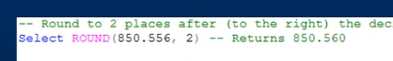 -- Round to 2 places after (to the right) the dec
Select ROUND(850.556, 2) -- Returns 850.560